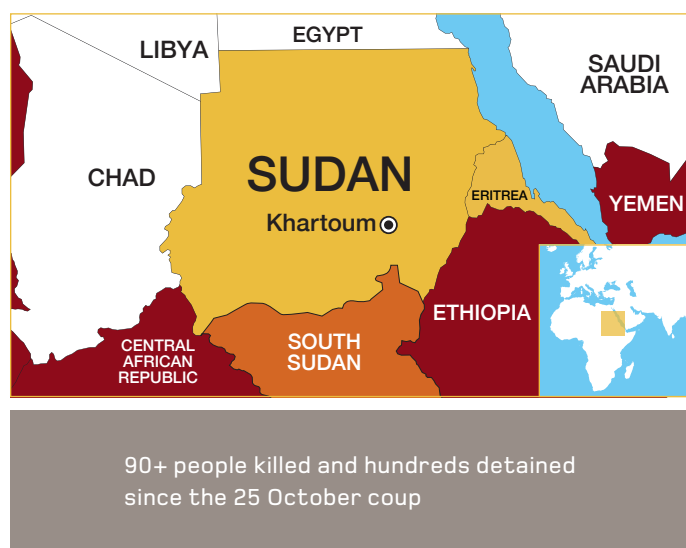 LIBYA
EGYPT
SAUDI
ARABIA
CHAD
SUDAN
Khartoum
ERITREA
YEMEN
ETHIOPIA
CENTRAL
AFRICAN
REPUBLIC
SOUTH
SUDAN
90+ people killed and hundreds detained
since the 25 October coup